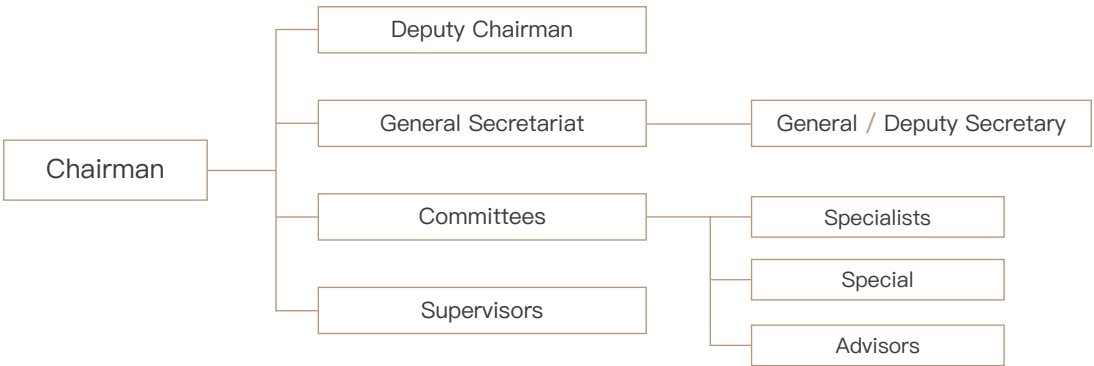 Chairman
Deputy Chairman
General Secretariat
General / Deputy Secretary
Committees
Specialists
Special
Advisors
Supervisors